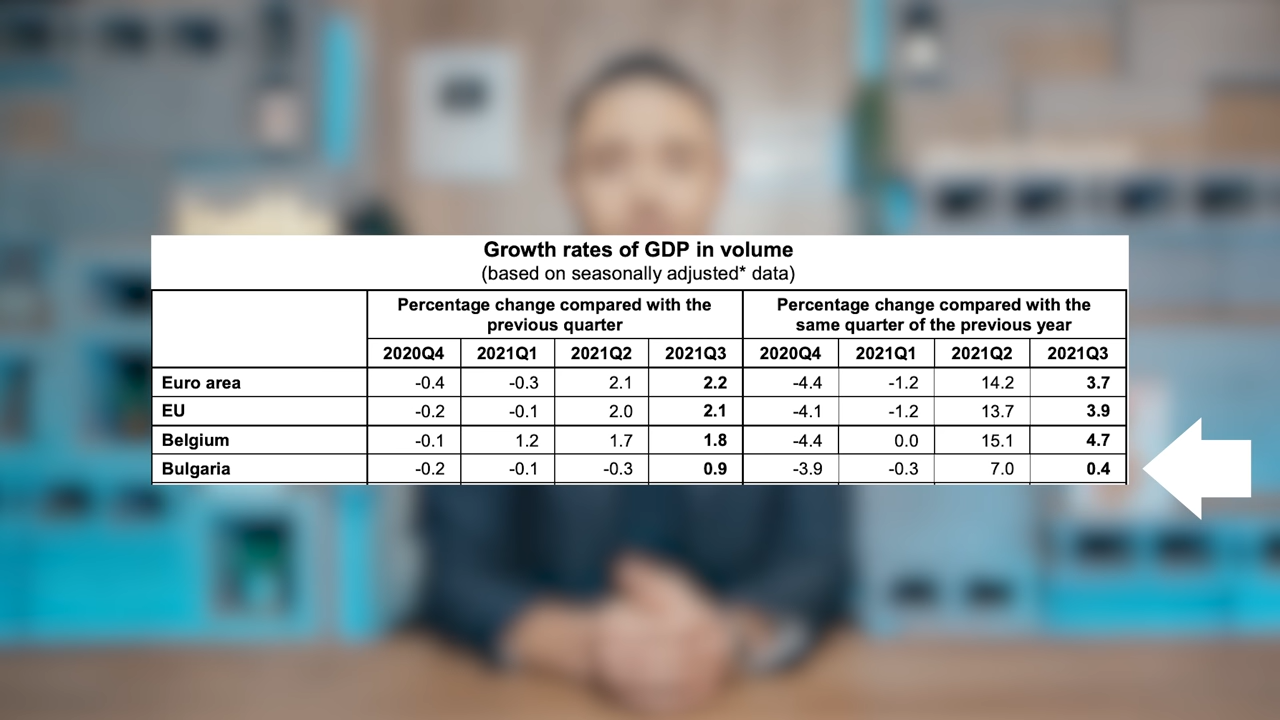 Growth rates of GDP in volume
(based on seasonally adjusted* data)
Percentage change compared with the previous quarter
Percentage change compared with the same quarter of the previous year
2020Q4 2021Q1 2021Q2 2021Q3 2020Q4 2021Q1 2021Q2 2021Q3
Euro area -0.4 -0.3 2.1 2.2 -4.4 -1.2 14.2 3.7
EU -0.2 -0.1 2.0 2.1 -4.1 -1.2 13.7 3.9
Belgium -0.1 1.2 1.7 1.8 -4.4 0.0 15.1 4.7
Bulgaria -0.2 -0.1 -0.3 0.9 -3.9 -0.3 7.0 0.4